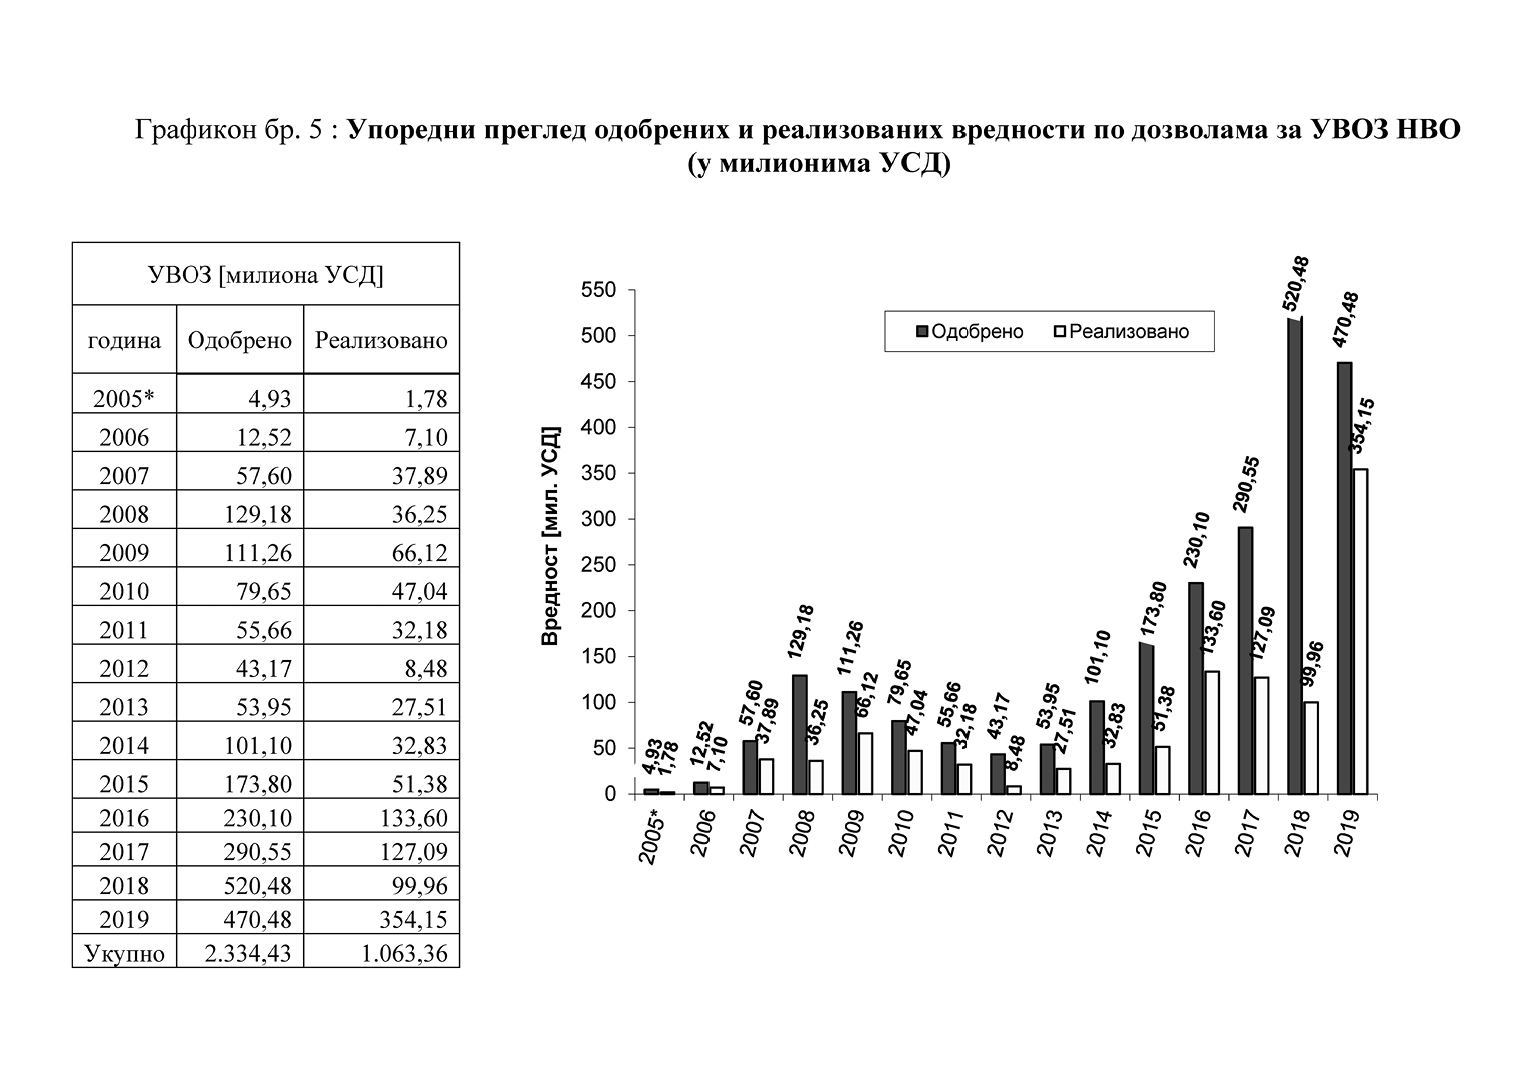 Графикон бр. 5 : Упоредни преглед одобрених и реализованих вредности по дозволама за УВОЗ НВО
(у милионима УСД)
УВОЗ [милиона УСД]
година Одобрено Реализовано
2005* 4,93 1,78
2006 12,52 7,10
2007 57,60 37,89
2008 129,18 36,25
2009 111,26 66,12
2010 79,65 47,04
2011 55,66 32,18
2012 43,17 8,48
2013 53,95 27,51
2014 101,10 32,83
2015 173,80 51,38
2016 230,10 133,60
2017 290,55 127,09
2018 520,48 99,96
2019 470,48 354,15
Укупно 2.334,43 1.063,36
Вредност [мил. УСД]
550
500
450
400
350
300
250
200
150
100
50
0
Одобрено Реализовано
4,93 1,78
12,52 7,10
57,60 37,89
129,18 36,25
111,26 66,12
79,65 47,04
55,66 32,18
43,17 8,48
53,95 27,51
101,10 32,83
173,80 51,38
230,10 133,60
290,55 127,09
520,48 99,96
470,48 354,15
2005* 2006 2007 2008 2009 2010 2011 2012 2013 2014 2015 2016 2017 2018 2019